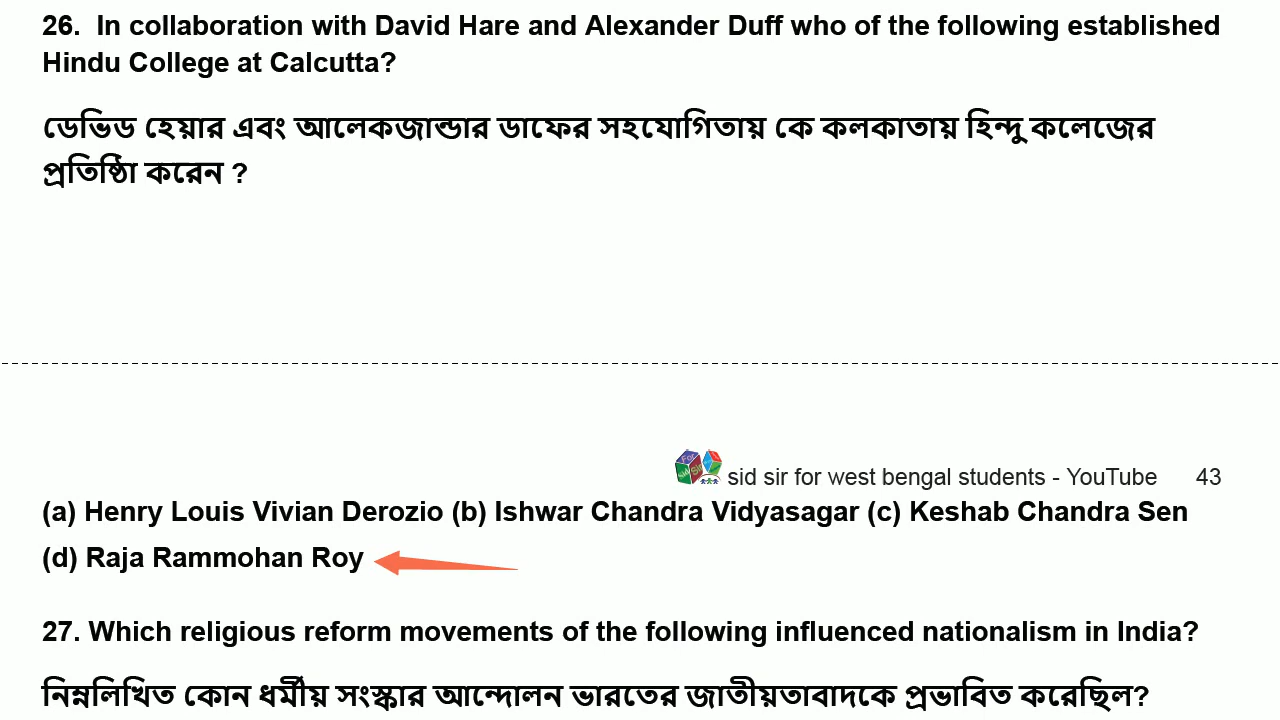 26. In collaboration with David Hare and Alexander Duff who of the following established
Hindu College at Calcutta?
ডেভিড হেয়ার এবং আলেকজান্ডার ডাফের সহযোগিতায় কে কলকাতায় হিন্দু কলেজের
প্রতিষ্ঠিা করেন ?
sid sir for west bengal students - YouTube 43
(a) Henry Louis Vivian Derozio (b) Ishwar Chandra Vidyasagar (c) Keshab Chandra Sen
(d) Raja Rammohan Roy
27. Which religious reform movements of the following influenced nationalism in India?
নিম্নলিখিত কোন ধর্মীয় সংস্কার আন্দোলন ভারতের জাতীয়তাবাদকে প্রভাবিত করেছিল?